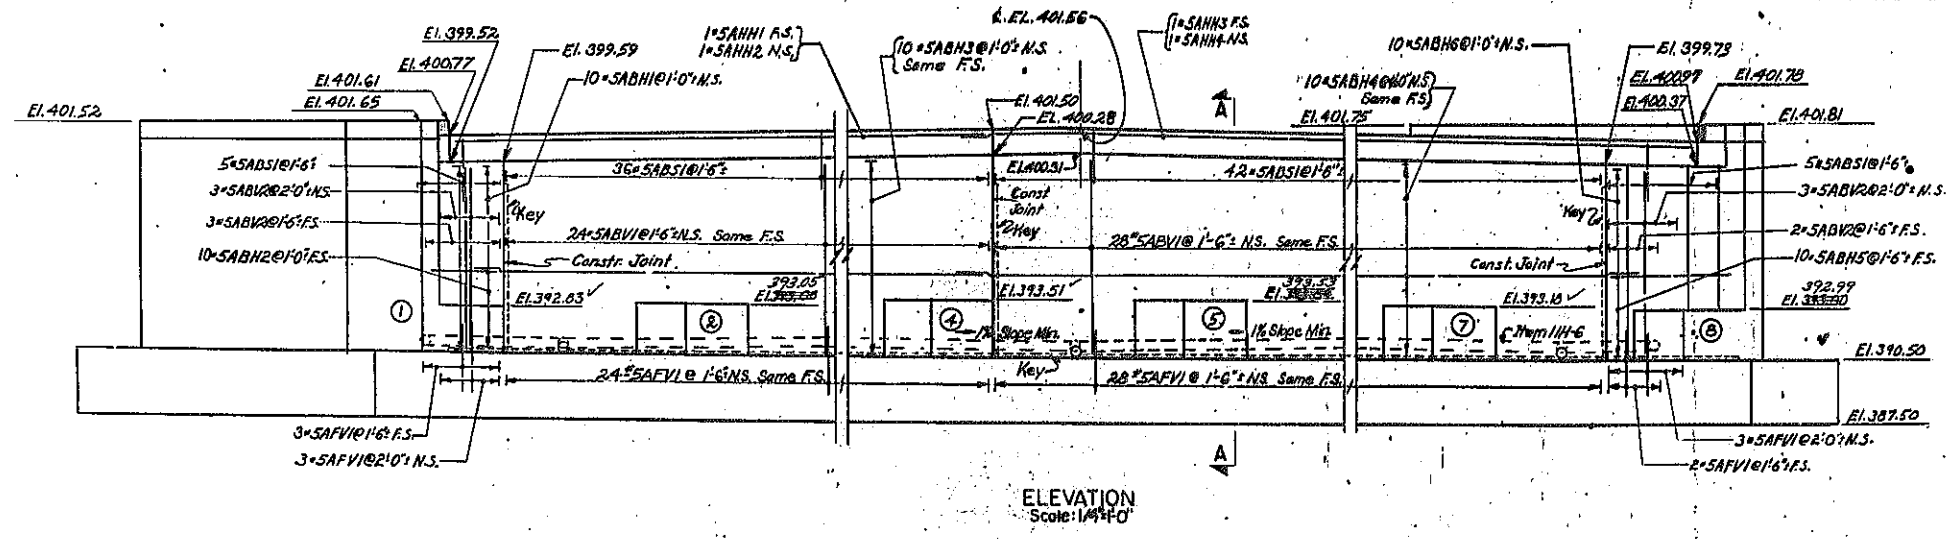 El. 399.52
El. 400.77
El. 401.61
El. 401.65
El. 401.52
El. 399.59
10-5ABH1@1'-0"± N.S.
1-5AHH1 F.S.
1-5AHH2 N.S.
10-5ABH3@1'-0"± N.S.
Same F.S.
℄ EL. 401.56
1-5AHH3 F.S.
1-5AHH4 N.S.
El. 401.50
EL. 400.28
El. 400.31
A
El. 401.75
10-5ABH6@1'-0"± N.S.
Same F.S.
El. 399.73
El. 400.97
El. 400.37
El. 401.78
El. 401.81
5-5ABS1@1'-6"±
3-5ABV2@2'-0"± N.S.
3-5ABV2@1'-6"± F.S.
10-5ABH2@1'-0"± F.S.
36-5ABS1@1'-6"±
42-5ABS1@1'-6"±
Key
Const
Joint
Key
Key
24-5ABV1@1'-6"± N.S. Same F.S.
28#5ABV1@ 1'-6"± N.S. Same F.S.
Constr. Joint
Const. Joint
5-5ABS1@1'-6"±
3-5ABV2@2'-0"± N.S.
2-5ABV2@1'-6"± F.S.
10-5ABH5@1'-6"± F.S.
El. 392.83
393.05
El. 393.51
393.53
El. 393.18
392.99
1
2
4
5
7
8
1% Slope Min.
1% Slope Min.
℄ Item 11H-6
Key
El. 390.50
24#5AFV1 @ 1'-6"± N.S. Same F.S.
28#5AFV1 @ 1'-6"± N.S. Same F.S.
El. 387.50
3-5AFV1@1'-6"± F.S.
3-5AFV1@2'-0"± N.S.
3-5AFV1@2'-0"± N.S.
2-5AFV1@1'-6"± F.S.
A
ELEVATION
Scale: 1/4"=1'-0"